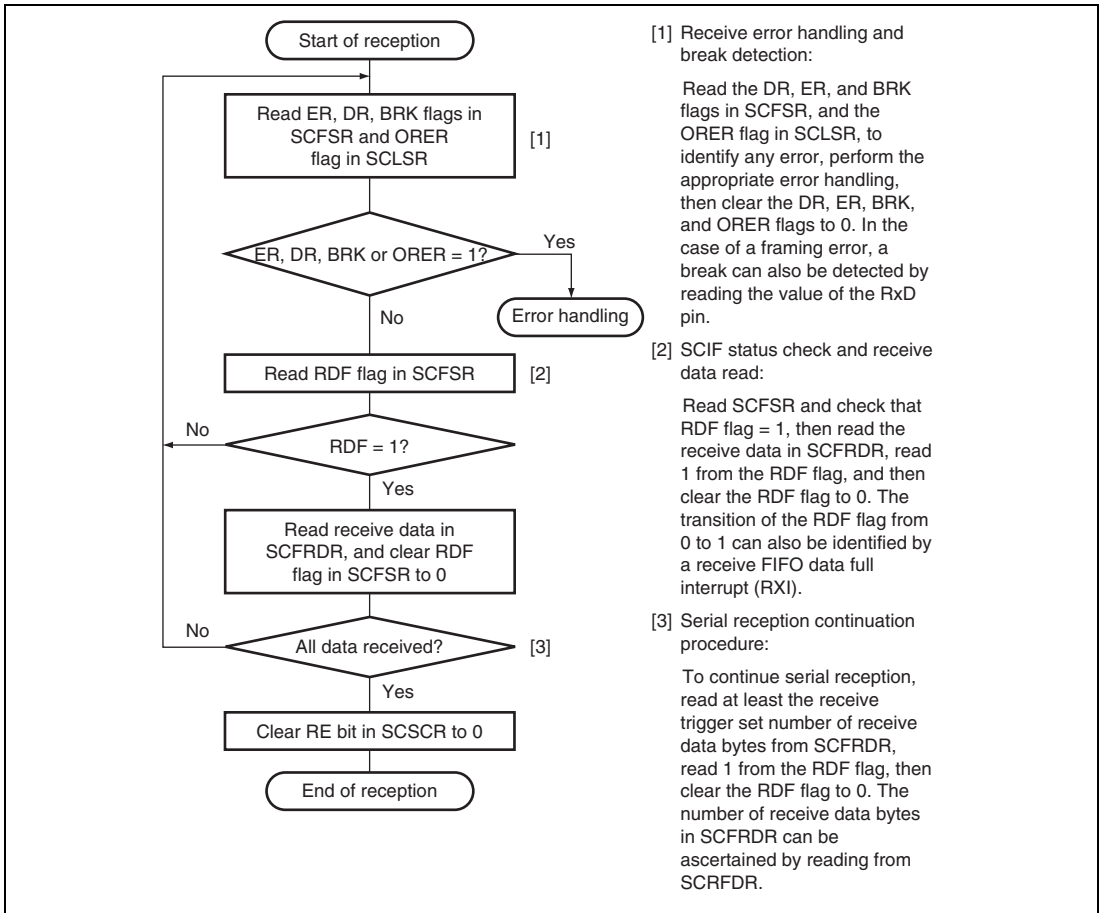 Start of reception
Read ER, DR, BRK flags in
SCFSR and ORER
flag in SCLSR
[1]
ER, DR, BRK or ORER = 1?
Yes
Error handling
No
Read RDF flag in SCFSR
[2]
No
RDF = 1?
Yes
Read receive data in
SCFRDR, and clear RDF
flag in SCFSR to 0
No
All data received?
[3]
Yes
Clear RE bit in SCSCR to 0
End of reception
[1] Receive error handling and
break detection:
Read the DR, ER, and BRK
flags in SCFSR, and the
ORER flag in SCLSR, to
identify any error, perform the
appropriate error handling,
then clear the DR, ER, BRK,
and ORER flags to 0. In the
case of a framing error, a
break can also be detected by
reading the value of the RxD
pin.
[2] SCIF status check and receive
data read:
Read SCFSR and check that
RDF flag = 1, then read the
receive data in SCFRDR, read
1 from the RDF flag, and then
clear the RDF flag to 0. The
transition of the RDF flag from
0 to 1 can also be identified by
a receive FIFO data full
interrupt (RXI).
[3] Serial reception continuation
procedure:
To continue serial reception,
read at least the receive
trigger set number of receive
data bytes from SCFRDR,
read 1 from the RDF flag, then
clear the RDF flag to 0. The
number of receive data bytes
in SCFRDR can be
ascertained by reading from
SCRFDR.